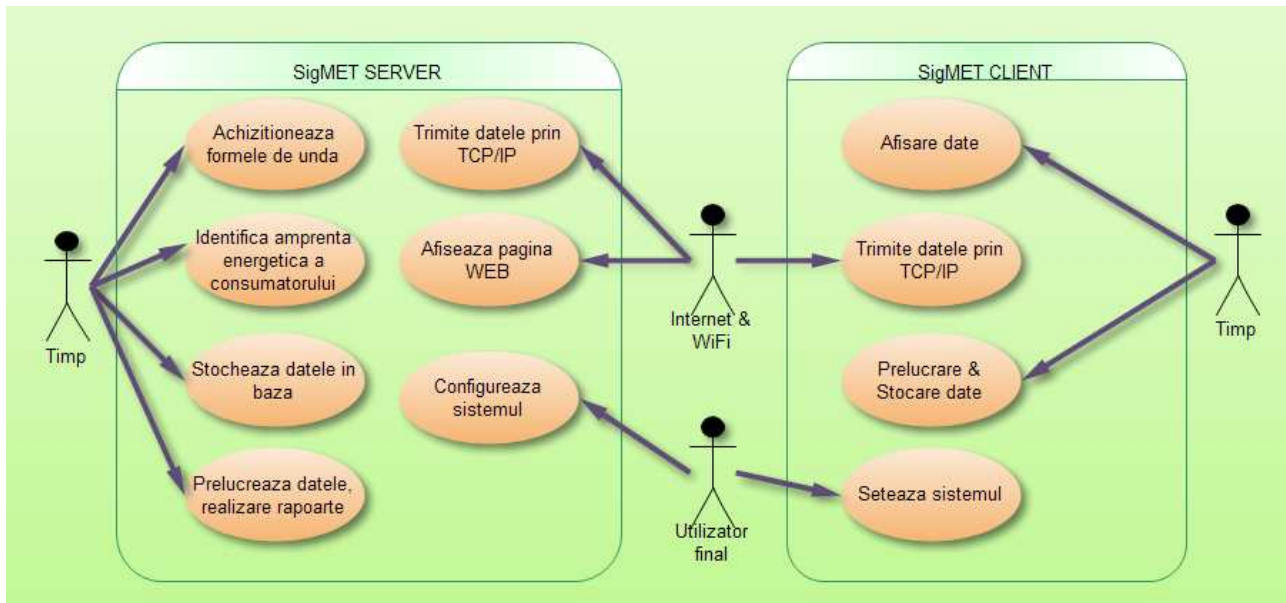 SigMET SERVER
Achizitioneaza
formele de unda
Trimite datele prin
TCP/IP
Identifica amprenta
energetica a
consumatorului
Afiseaza pagina
WEB
Stocheaza datele in
baza
Configureaza
sistemul
Prelucreaza datele,
realizare rapoarte
Timp
Internet &
WiFi
Utilizator
final
SigMET CLIENT
Afisare date
Trimite datele prin
TCP/IP
Prelucrare &
Stocare date
Seteaza sistemul
Timp